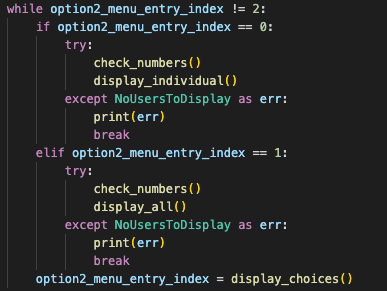 while option2_menu_entry_index != 2:
    if option2_menu_entry_index == 0:
        try:
            check_numbers()
            display_individual()
        except NoUsersToDisplay as err:
            print(err)
            break
    elif option2_menu_entry_index == 1:
        try:
            check_numbers()
            display_all()
        except NoUsersToDisplay as err:
            print(err)
            break
    option2_menu_entry_index = display_choices()